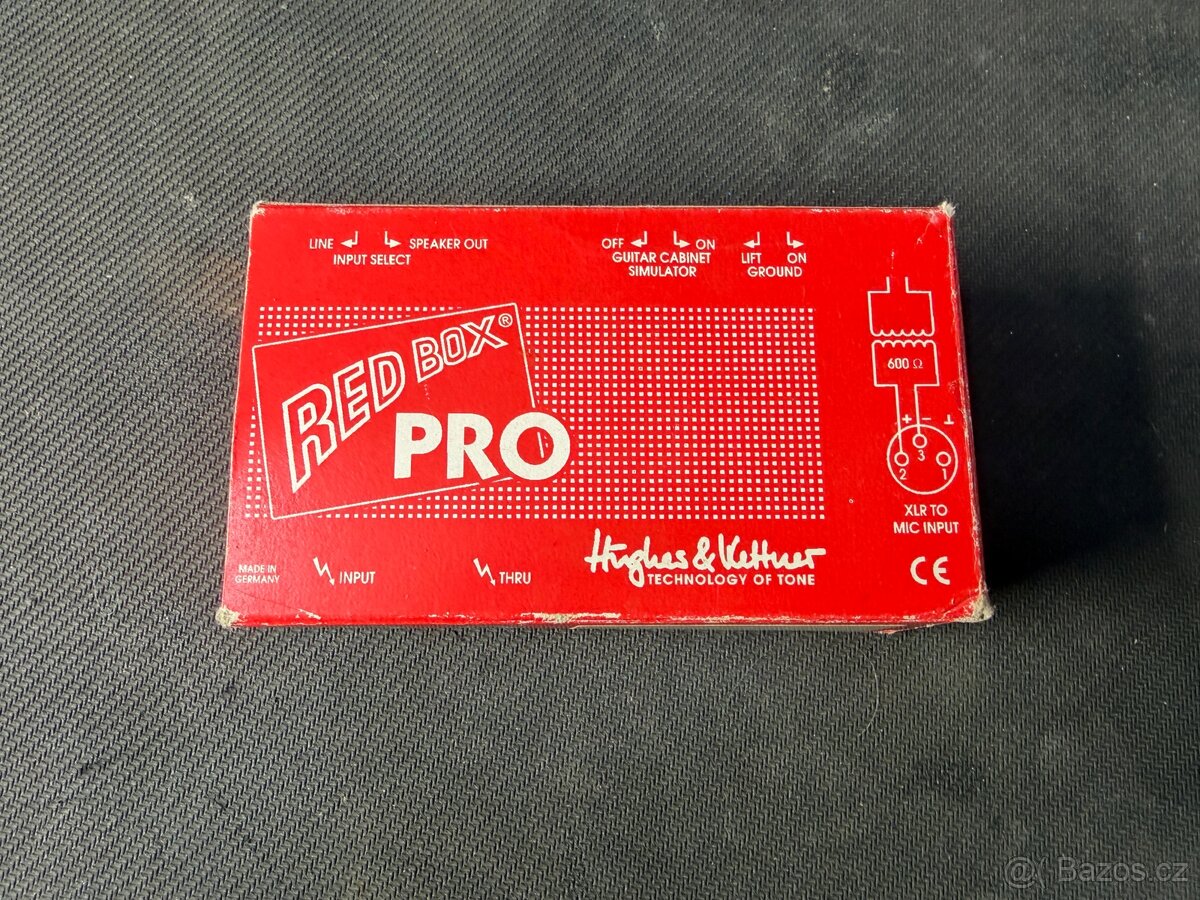 LINE SPEAKER OUT
INPUT SELECT
OFF ON
GUITAR CABINET
SIMULATOR
LIFT ON
GROUND
RED BOX®
PRO
600 Ω
+ −
3
2 1
XLR TO
MIC INPUT
MADE IN
GERMANY
INPUT
THRU
Hughes & Kettner
TECHNOLOGY OF TONE
CE
@ Bazos.cz